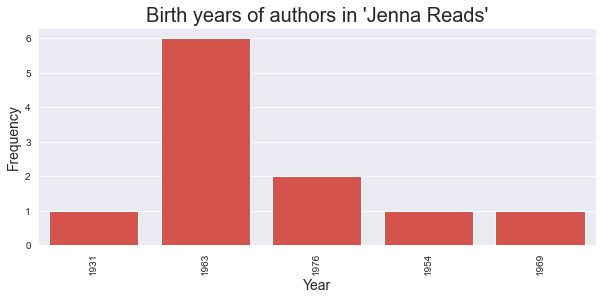 Birth years of authors in 'Jenna Reads'
Frequency
6
5
4
3
2
1
0
1931 1963 1976 1954 1969
Year